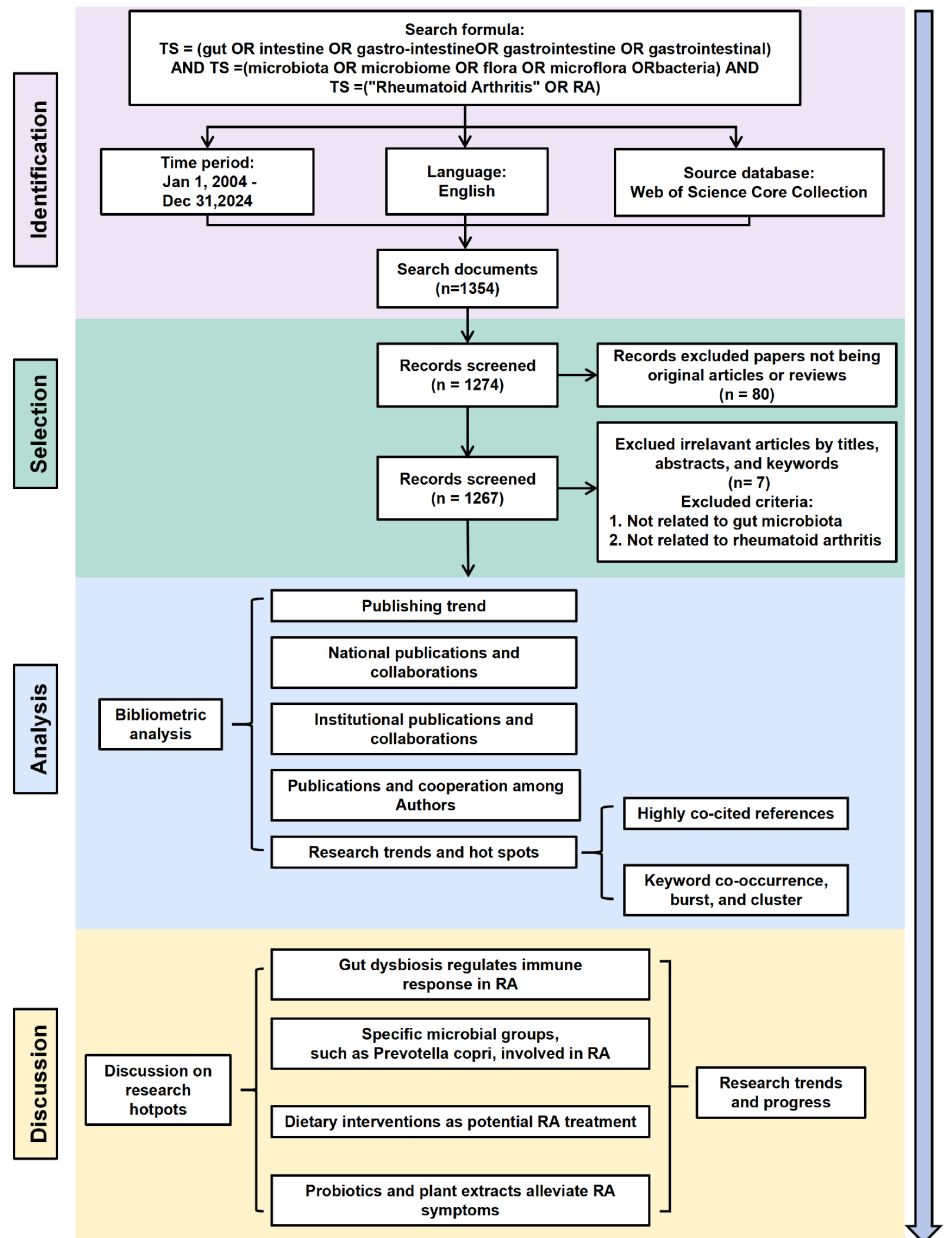 Identification
Search formula:
TS = (gut OR intestine OR gastro-intestineOR gastrointestine OR gastrointestinal)
AND TS =(microbiota OR microbiome OR flora OR microflora ORbacteria) AND
TS =("Rheumatoid Arthritis" OR RA)
Time period:
Jan 1, 2004 -
Dec 31,2024
Language:
English
Source database:
Web of Science Core Collection
Search documents
(n=1354)
Selection
Records screened
(n = 1274)
Records excluded papers not being
original articles or reviews
(n = 80)
Records screened
(n = 1267)
Exclued irrelavant articles by titles,
abstracts, and keywords
(n= 7)
Excluded criteria:
1. Not related to gut microbiota
2. Not related to rheumatoid arthritis
Analysis
Bibliometric
analysis
Publishing trend
National publications and
collaborations
Institutional publications and
collaborations
Publications and cooperation among
Authors
Research trends and hot spots
Highly co-cited references
Keyword co-occurrence,
burst, and cluster
Discussion
Discussion on
research
hotpots
Gut dysbiosis regulates immune
response in RA
Specific microbial groups,
such as Prevotella copri, involved in RA
Dietary interventions as potential RA treatment
Probiotics and plant extracts alleviate RA
symptoms
Research trends
and progress